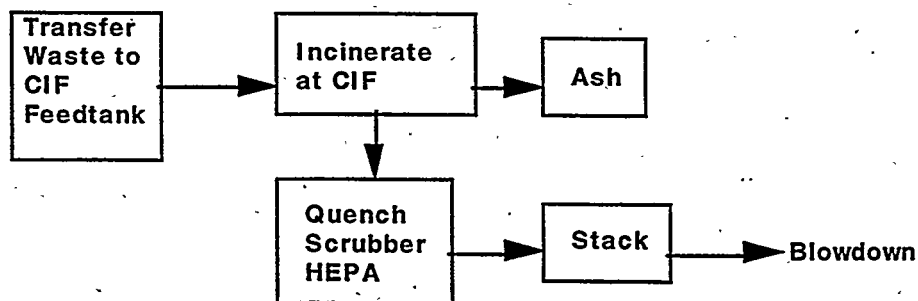 Transfer
Waste to
CIF
Feedtank
Incinerate
at CIF
Ash
Quench
Scrubber
HEPA
Stack
Blowdown